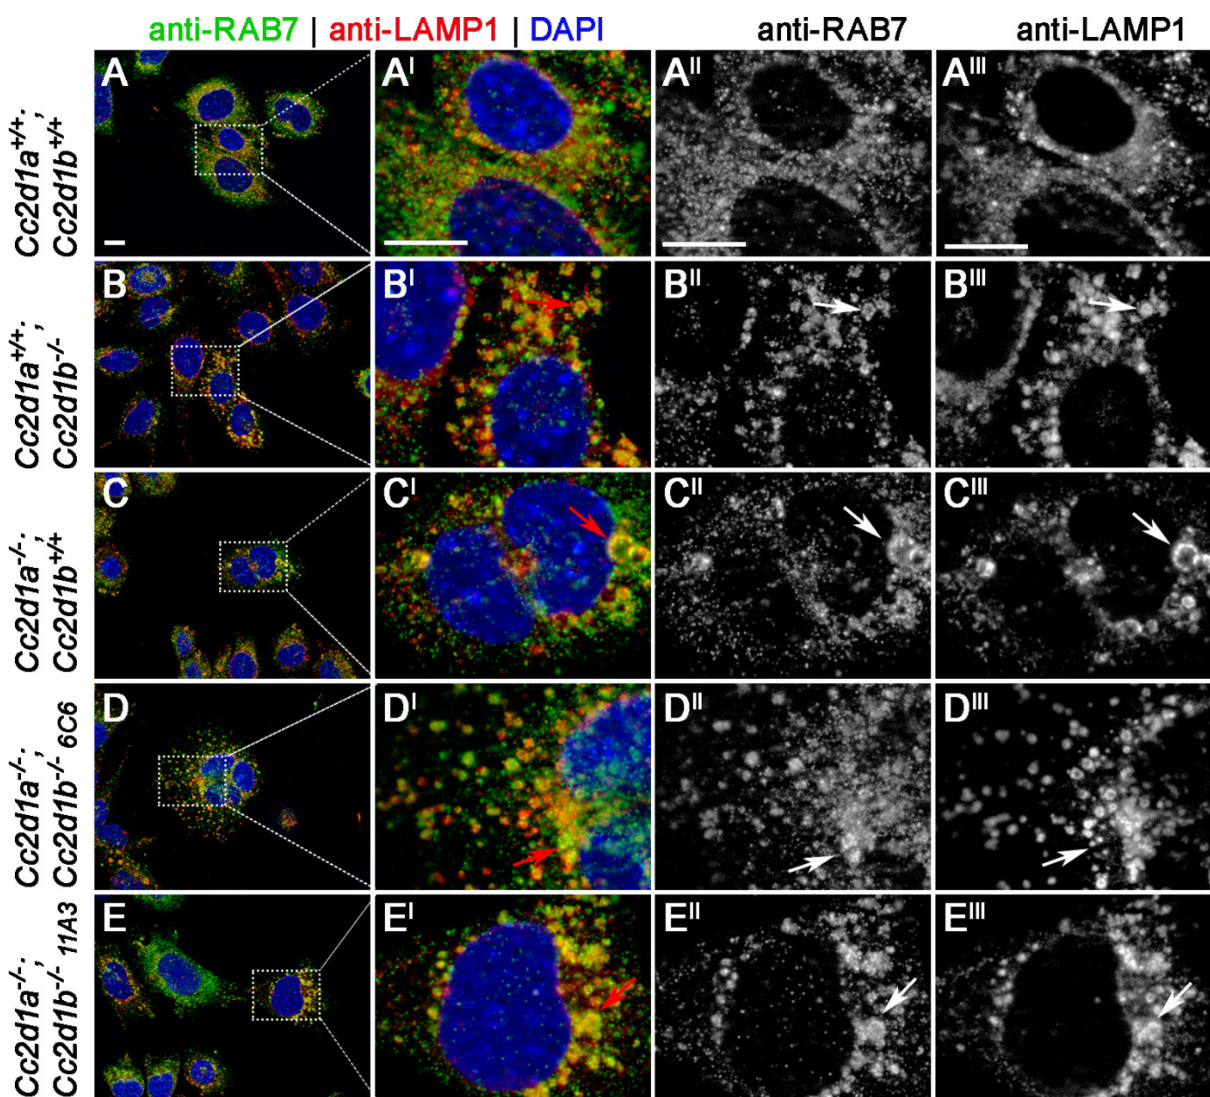 anti-RAB7 | anti-LAMP1 | DAPI anti-RAB7 anti-LAMP1
Cc2d1a+/+;
Cc2d1b+/+
A AI AII AIII
Cc2d1a+/+;
Cc2d1b-/-
B BI BII BIII
Cc2d1a-/-;
Cc2d1b+/+
C CI CII CIII
Cc2d1a-/-;
Cc2d1b-/- 6C6
D DI DII DIII
Cc2d1a-/-;
Cc2d1b-/- 11A3
E EI EII EIII